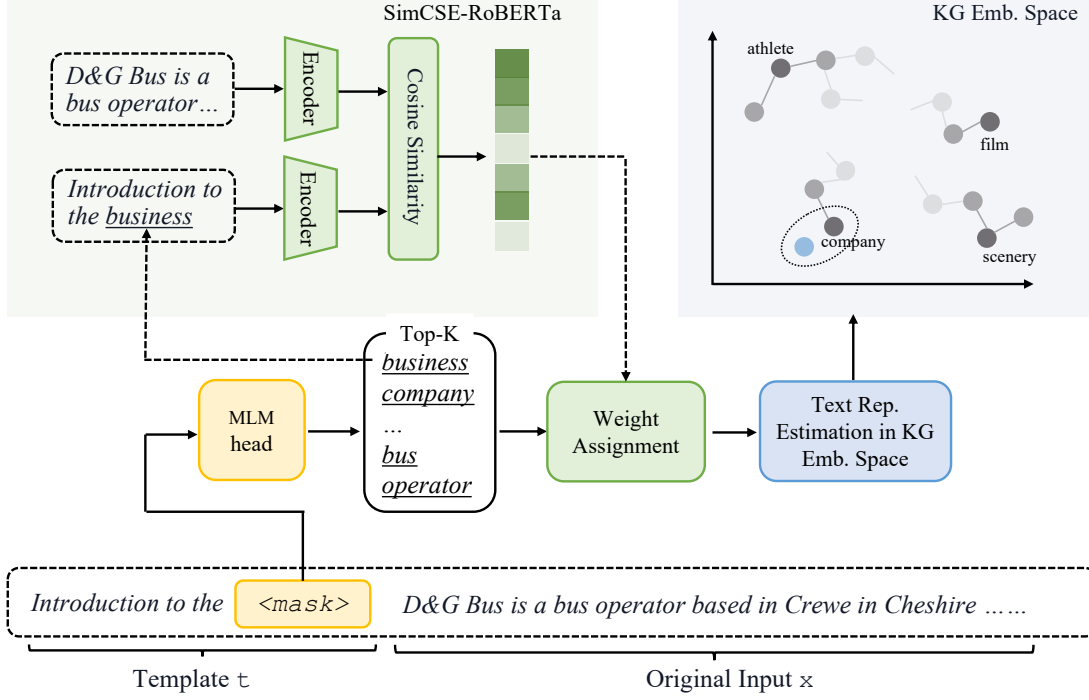 SimCSE-RoBERTa
KG Emb. Space
D&G Bus is a
bus operator…
Encoder
Introduction to
the business
Encoder
Cosine Similarity
athlete
film
company
scenery
Top-K
business
company
…
bus
operator
MLM
head
Weight
Assignment
Text Rep.
Estimation in KG
Emb. Space
Introduction to the <mask> D&G Bus is a bus operator based in Crewe in Cheshire ……
Template t
Original Input x